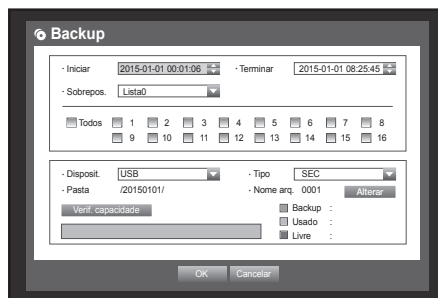 Backup
· Iniciar 2015-01-01 00:01:06 · Terminar 2015-01-01 08:25:45
· Sobrepos. Lista0
Todos 1 2 3 4 5 6 7 8
9 10 11 12 13 14 15 16
· Disposit. USB · Tipo SEC
· Pasta /20150101/ · Nome arq. 0001 Alterar
Verif. capacidade Backup :
Usado :
Livre :
OK Cancelar